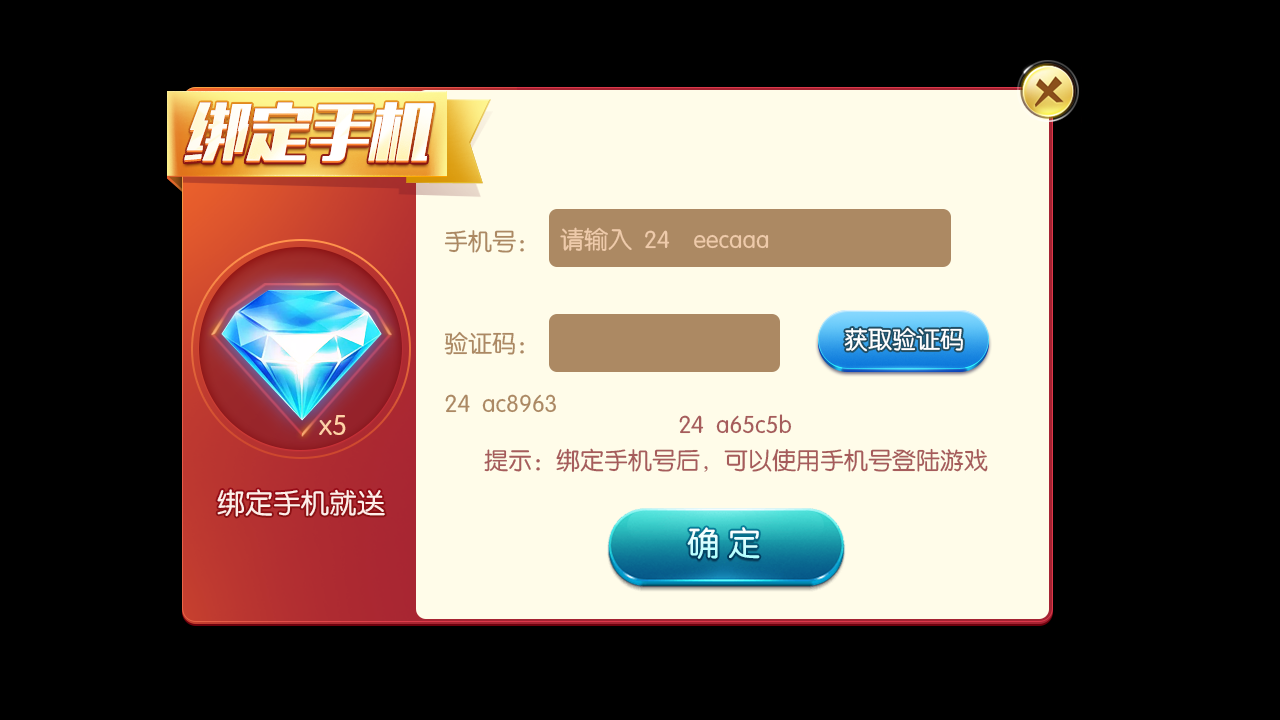 绑定手机
手机号：
请输入 24 eecaaa
验证码：
获取验证码
24 ac8963
24 a65c5b
x5
提示：绑定手机号后，可以使用手机号登陆游戏
绑定手机就送
确定